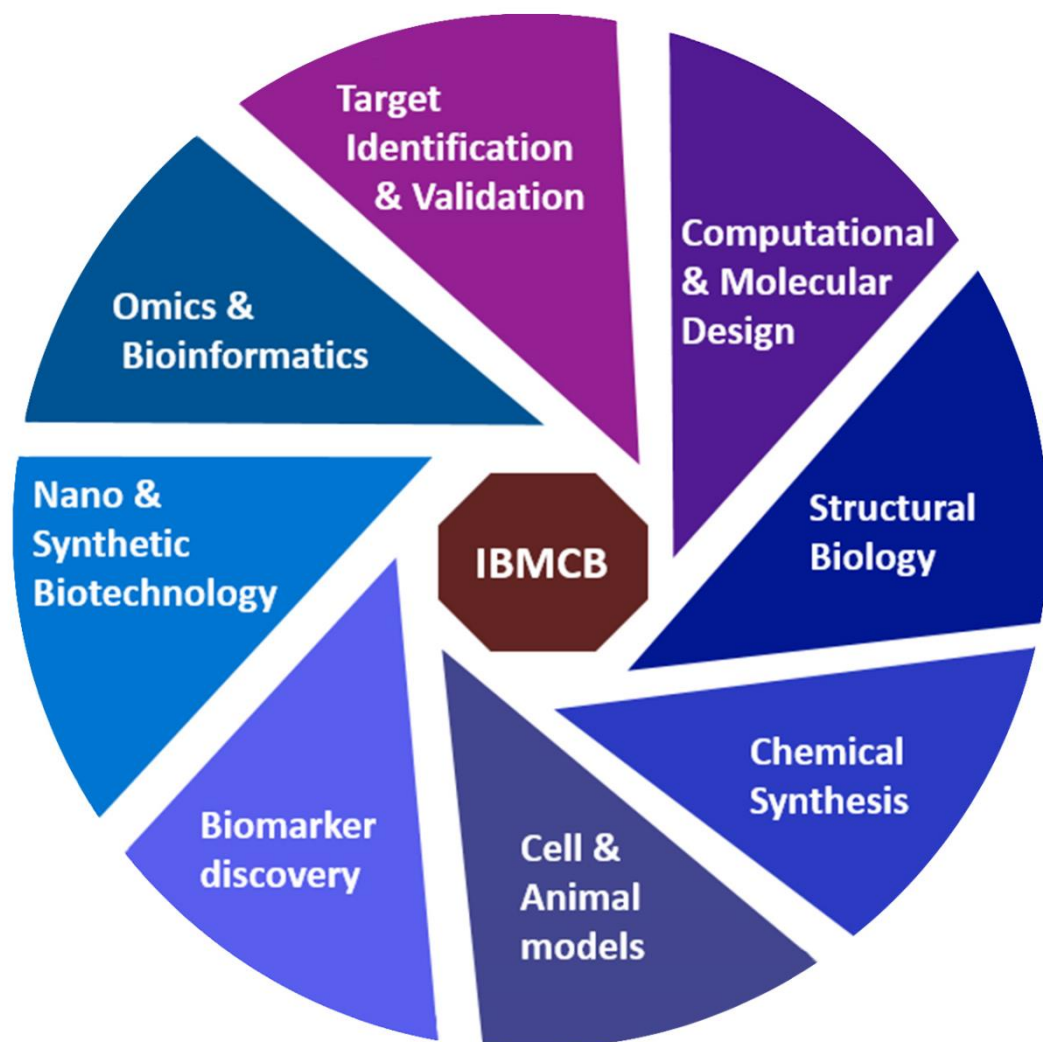 Target
Identification
& Validation
Computational
& Molecular
Design
Omics &
Bioinformatics
Structural
Biology
Nano &
Synthetic
Biotechnology
IBMCB
Chemical
Synthesis
Biomarker
discovery
Cell &
Animal
models